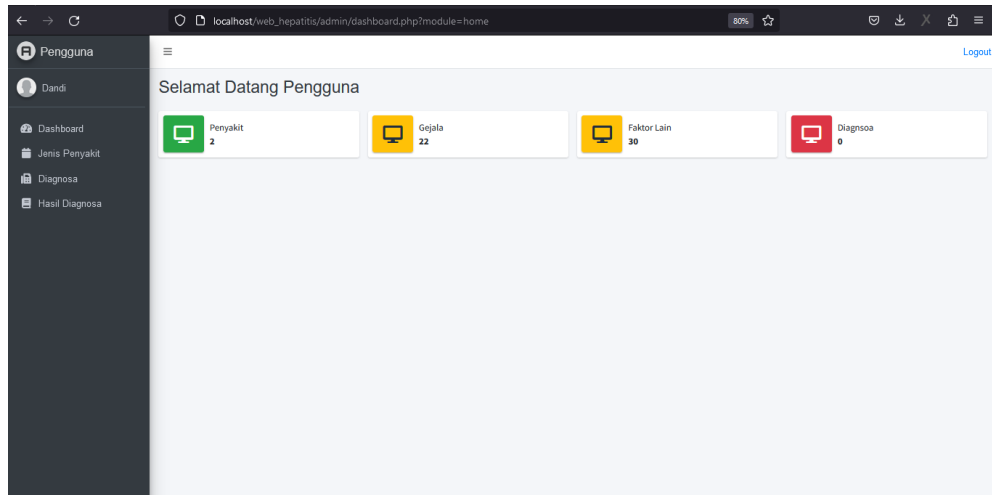 localhost/web_hepatitis/admin/dashboard.php?module=home
80%
Pengguna
Logout
Dandi
Selamat Datang Pengguna
Dashboard
Jenis Penyakit
Diagnosa
Hasil Diagnosa
Penyakit
2
Gejala
22
Faktor Lain
30
Diagnsoa
0